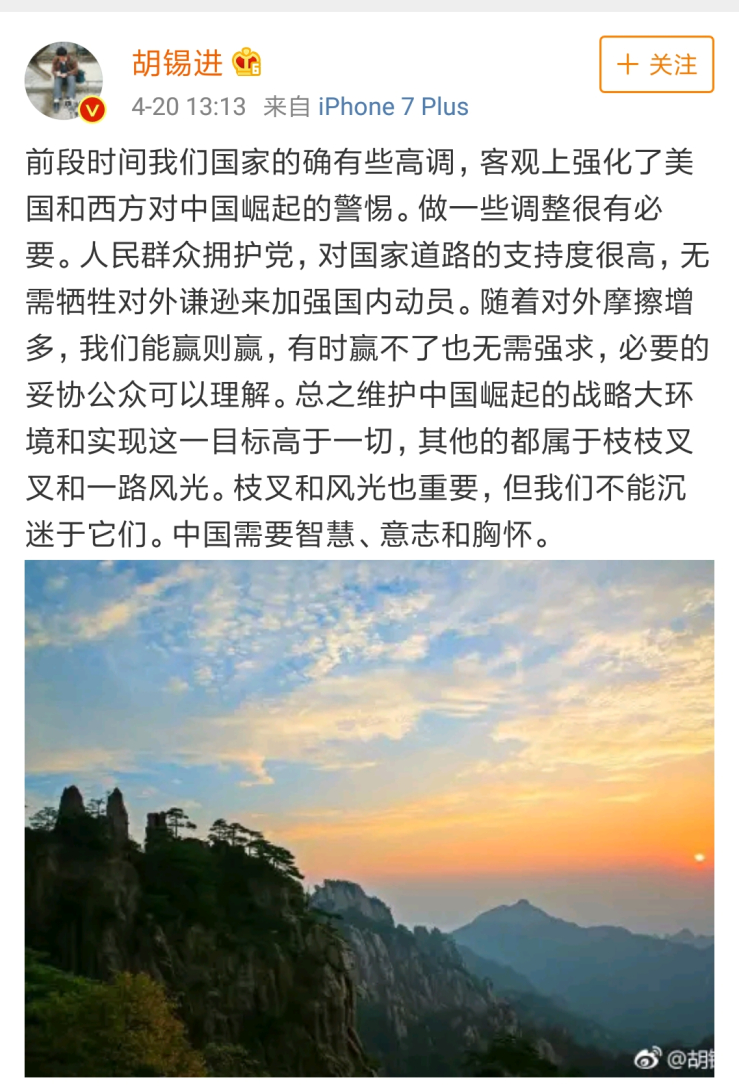 胡锡进
4-20 13:13 来自 iPhone 7 Plus
+ 关注
前段时间我们国家的确有些高调，客观上强化了美
国和西方对中国崛起的警惕。做一些调整很有必
要。人民群众拥护党，对国家道路的支持度很高，无
需牺牲对外谦逊来加强国内动员。随着对外摩擦增
多，我们能赢则赢，有时赢不了也无需强求，必要的
妥协公众可以理解。总之维护中国崛起的战略大环
境和实现这一目标高于一切，其他的都属于枝枝叉
叉和一路风光。枝叉和风光也重要，但我们不能沉
迷于它们。中国需要智慧、意志和胸怀。
@胡